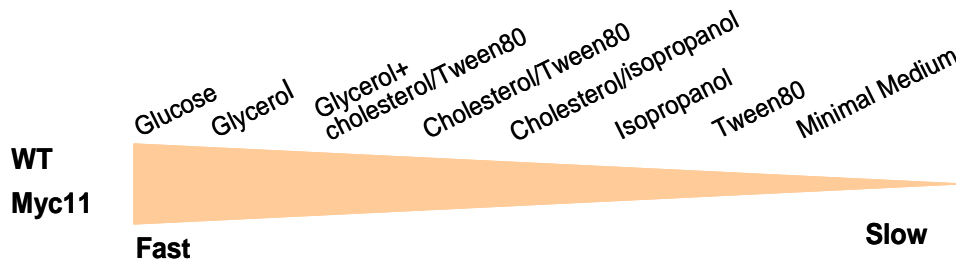 Glucose
Glycerol
Glycerol+
cholesterol/Tween80
Cholesterol/Tween80
Cholesterol/isopropanol
Isopropanol
Tween80
Minimal Medium
WT
Myc11
Fast
Slow